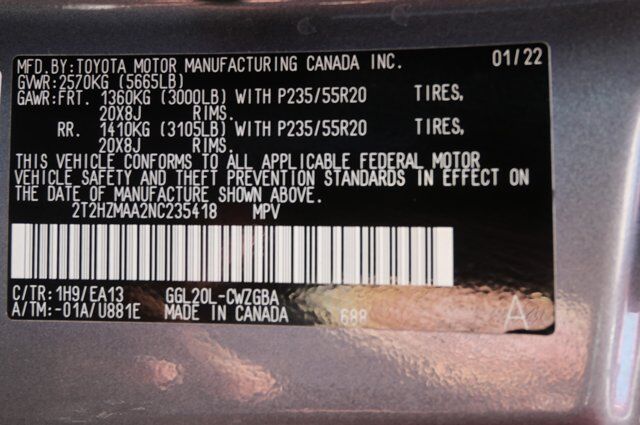 MFD.BY:TOYOTA MOTOR MANUFACTURING CANADA INC. 01/22
GVWR:2570KG (5665LB)
GAWR:FRT. 1360KG (3000LB) WITH P235/55R20 TIRES,
20X8J RIMS.
RR. 1410KG (3105LB) WITH P235/55R20 TIRES,
20X8J RIMS.
THIS VEHICLE CONFORMS TO ALL APPLICABLE FEDERAL MOTOR
VEHICLE SAFETY AND THEFT PREVENTION STANDARDS IN EFFECT ON
THE DATE OF MANUFACTURE SHOWN ABOVE.
2T2HZMAA2NC235418 MPV
C/TR:1H9/EA13 GGL20L-CWZGBA
A/TM:-01A/U881E MADE IN CANADA 688 A